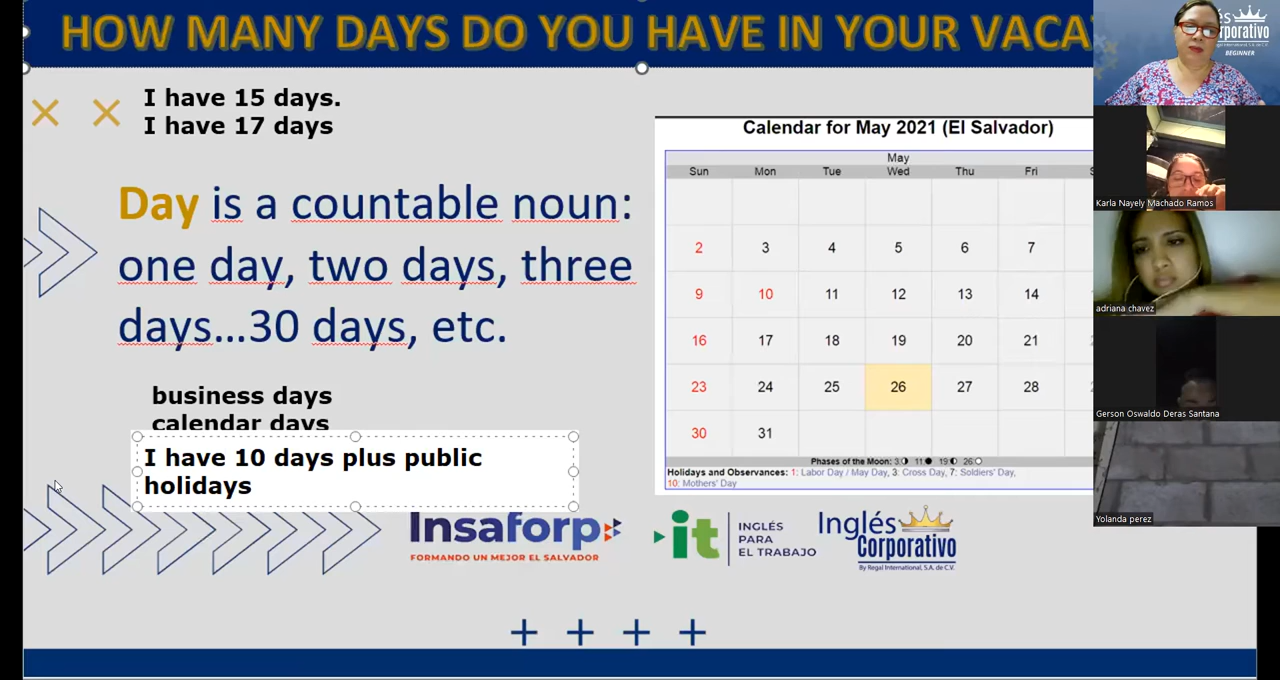 HOW MANY DAYS DO YOU HAVE IN YOUR VACA
I have 15 days.
I have 17 days
Day is a countable noun:
one day, two days, three
days...30 days, etc.
business days
calendar days
I have 10 days plus public
holidays
Calendar for May 2021 (El Salvador)
May
Sun Mon Tue Wed Thu Fri S
2 3 4 5 6 7
9 10 11 12 13 14
16 17 18 19 20 21
23 24 25 26 27 28
30 31
Phases of the Moon: 3: 11: 19: 26:
Holidays and Observances: 1: Labor Day / May Day, 3: Cross Day, 7: Soldiers' Day,
10: Mothers' Day
Insaforp
FORMANDO UN MEJOR EL SALVADOR
it
INGLÉS
PARA
EL TRABAJO
Inglés
Corporativo
By Regal International, S.A. de C.V.
BEGINNER
Karla Nayely Machado Ramos
adriana chavez
Gerson Oswaldo Deras Santana
Yolanda perez